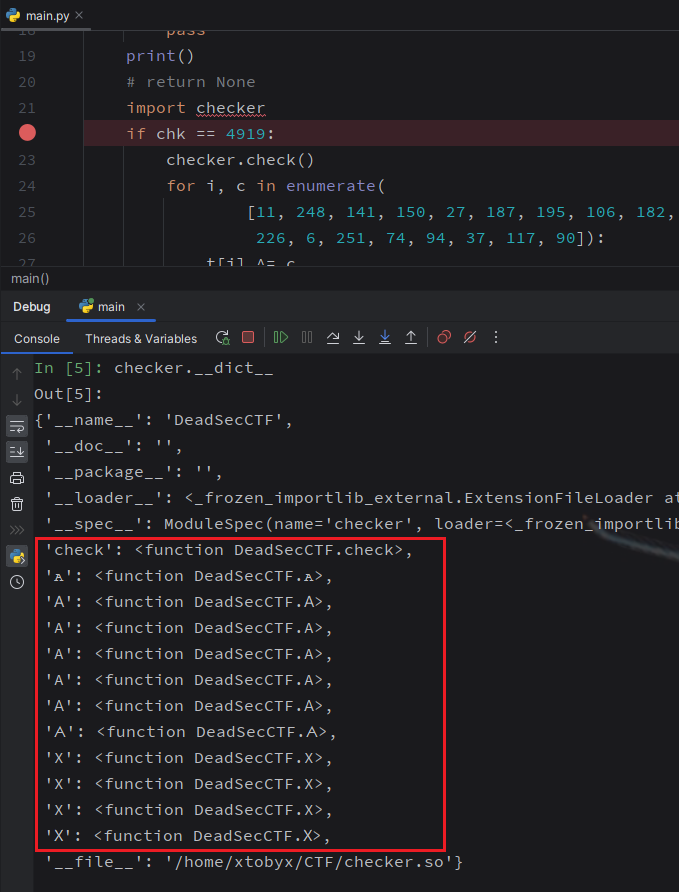 main.py ×
18 pass
19 print()
20 # return None
21 import checker
if chk == 4919:
23 checker.check()
24 for i, c in enumerate(
25 [11, 248, 141, 150, 27, 187, 195, 106, 182,
26 226, 6, 251, 74, 94, 37, 117, 90]):
27 t[i] ^= c
main()
Debug main ×
Console Threads & Variables
In [5]: checker.__dict__
Out[5]:
{'__name__': 'DeadSecCTF',
'__doc__': '',
'__package__': '',
'__loader__': <_frozen_importlib_external.ExtensionFileLoader at
'__spec__': ModuleSpec(name='checker', loader=<_frozen_importlib
'check': <function DeadSecCTF.check>,
'ᴀ': <function DeadSecCTF.ᴀ>,
'A': <function DeadSecCTF.A>,
'A': <function DeadSecCTF.A>,
'A': <function DeadSecCTF.A>,
'A': <function DeadSecCTF.A>,
'A': <function DeadSecCTF.A>,
'A': <function DeadSecCTF.A>,
'X': <function DeadSecCTF.X>,
'X': <function DeadSecCTF.X>,
'X': <function DeadSecCTF.X>,
'X': <function DeadSecCTF.X>,
'__file__': '/home/xtobyx/CTF/checker.so'}